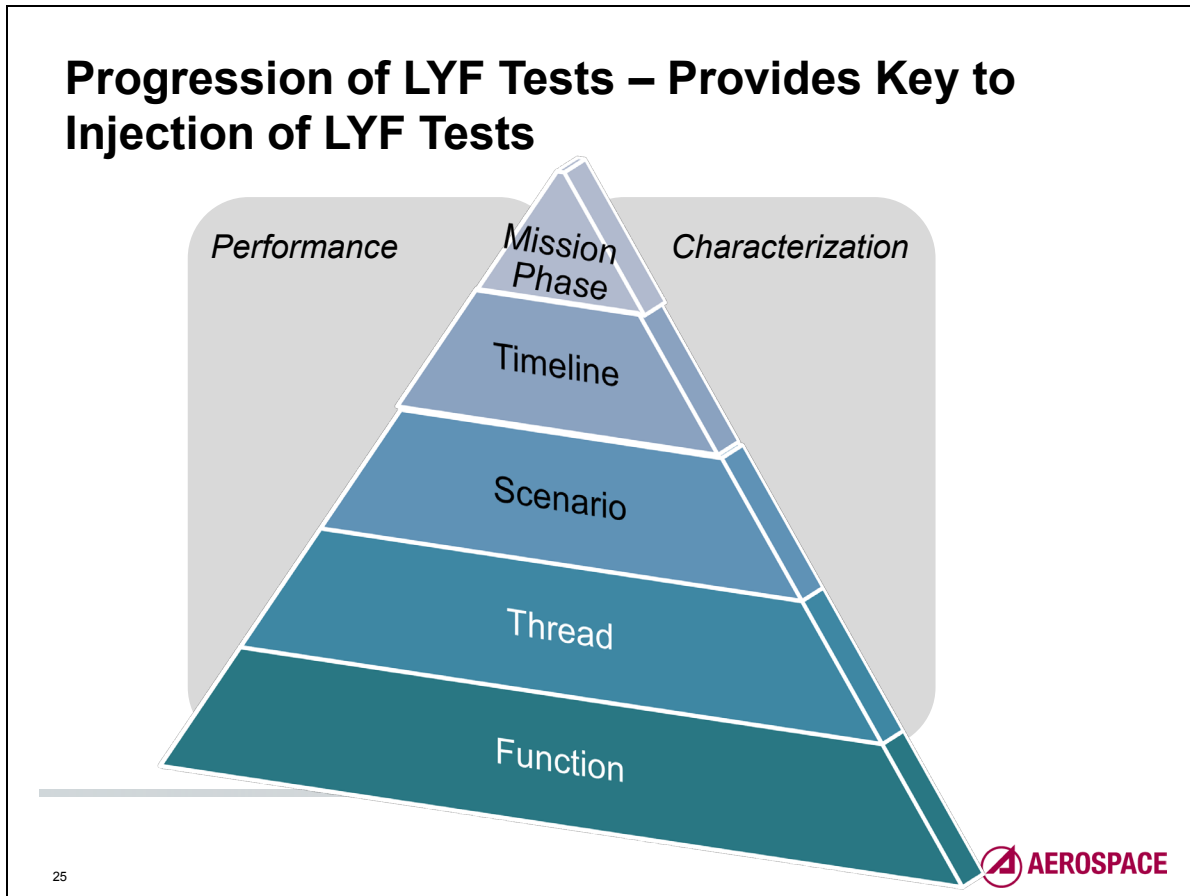 Progression of LYF Tests – Provides Key to
Injection of LYF Tests
Performance
Characterization
Mission
Phase
Timeline
Scenario
Thread
Function
25
AEROSPACE